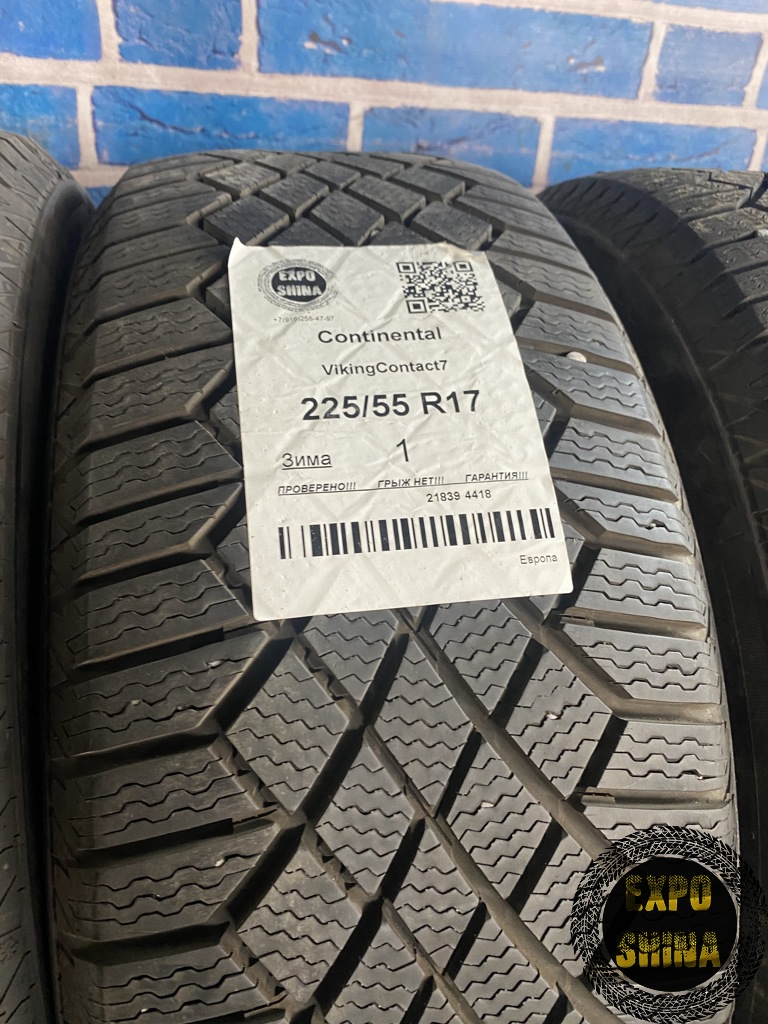 EXPO
SHINA
+7(919)256-47-97
Continental
VikingContact7
225/55 R17
Зима 1
ПРОВЕРЕНО!!! ГРЫЖ НЕТ!!! ГАРАНТИЯ!!!
21839 4418
Европа
EXPO
SHINA